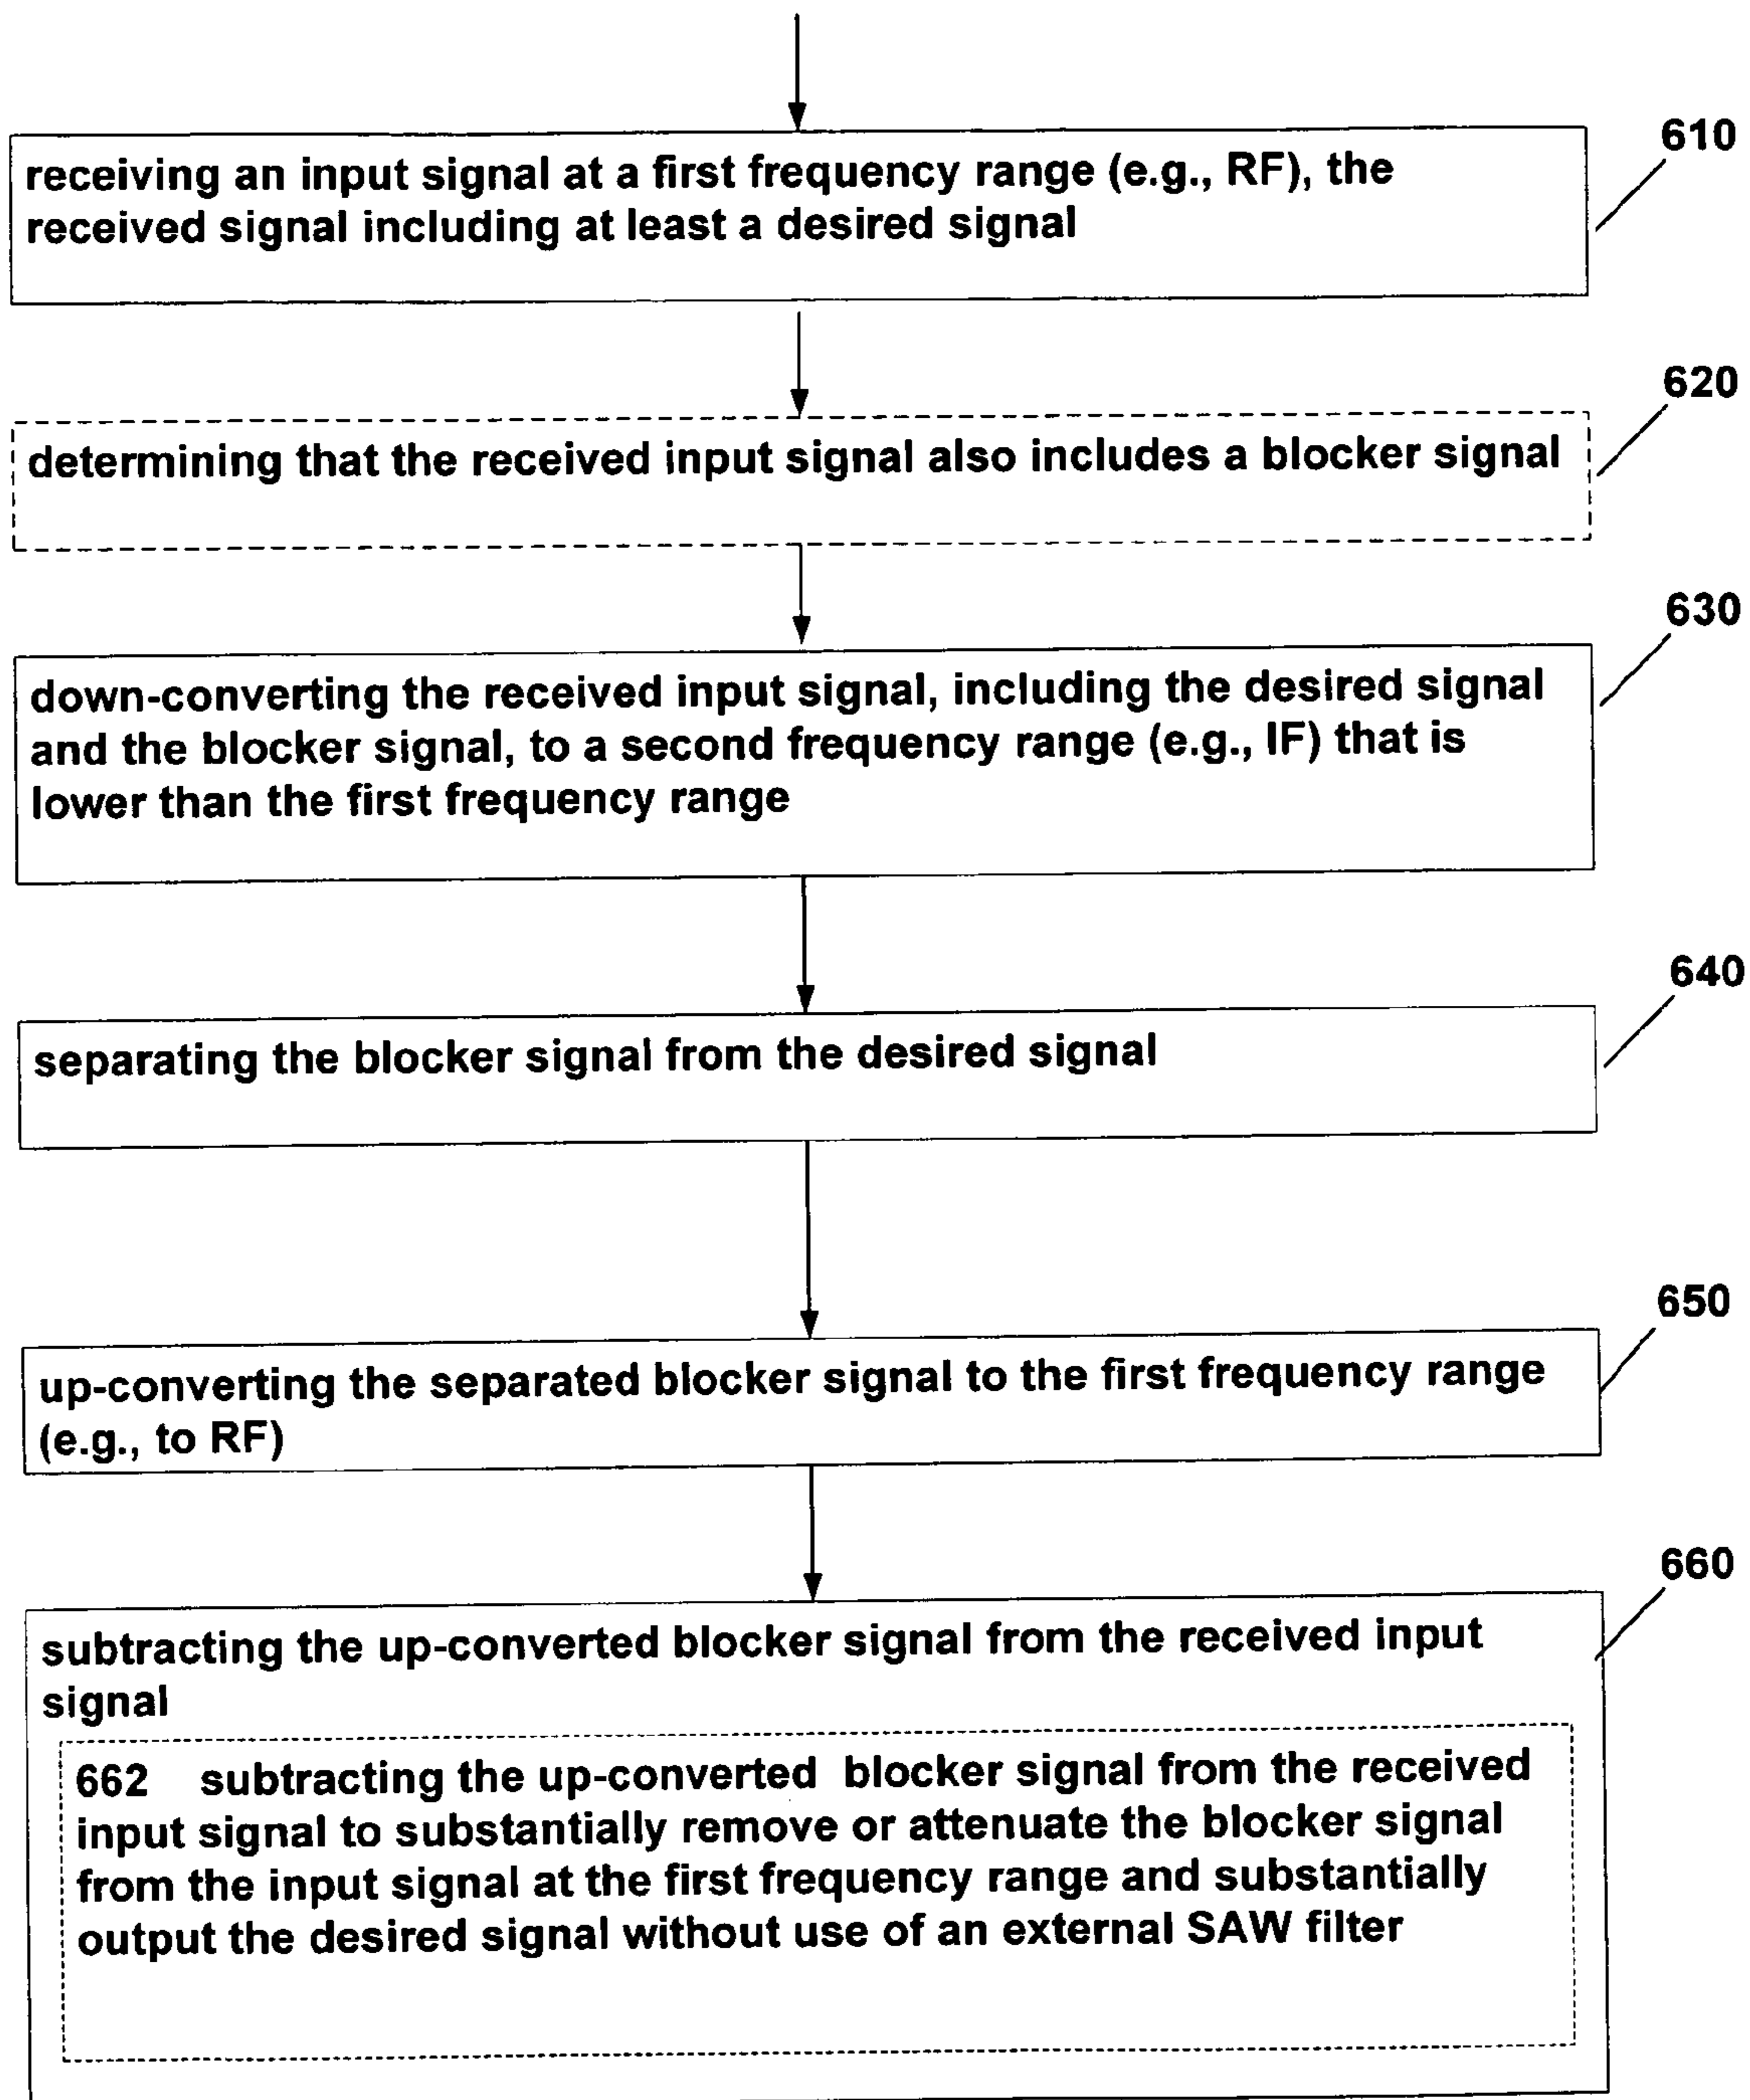 610
receiving an input signal at a first frequency range (e.g., RF), the
received signal including at least a desired signal
620
determining that the received input signal also includes a blocker signal
630
down-converting the received input signal, including the desired signal
and the blocker signal, to a second frequency range (e.g., IF) that is
lower than the first frequency range
640
separating the blocker signal from the desired signal
650
up-converting the separated blocker signal to the first frequency range
(e.g., to RF)
660
subtracting the up-converted blocker signal from the received input
signal
662 subtracting the up-converted blocker signal from the received
input signal to substantially remove or attenuate the blocker signal
from the input signal at the first frequency range and substantially
output the desired signal without use of an external SAW filter